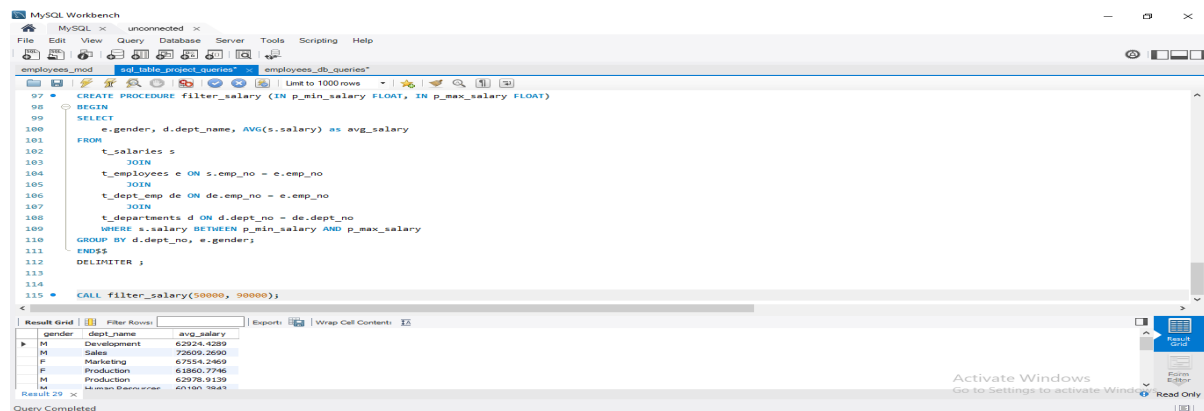 MySQL Workbench
MySQL × unconnected ×
File Edit View Query Database Server Tools Scripting Help
employees_mod sql_table_project_queries* × employees_db_queries*
Limit to 1000 rows
97 CREATE PROCEDURE filter_salary (IN p_min_salary FLOAT, IN p_max_salary FLOAT)
98 BEGIN
99 SELECT
100 e.gender, d.dept_name, AVG(s.salary) as avg_salary
101 FROM
102 t_salaries s
103 JOIN
104 t_employees e ON s.emp_no = e.emp_no
105 JOIN
106 t_dept_emp de ON de.emp_no = e.emp_no
107 JOIN
108 t_departments d ON d.dept_no = de.dept_no
109 WHERE s.salary BETWEEN p_min_salary AND p_max_salary
110 GROUP BY d.dept_no, e.gender;
111 END$$
112 DELIMITER ;
113
114
115 CALL filter_salary(50000, 90000);
Result Grid Filter Rows: Export: Wrap Cell Content:
gender dept_name avg_salary
M Development 62924.4289
M Sales 72609.2690
F Marketing 67554.2469
F Production 61860.7746
M Production 62978.9139
M Human Resources 60190.3843
Result Grid
Form Editor
Activate Windows
Go to Settings to activate Windows.
Result 29 ×
Read Only
Query Completed